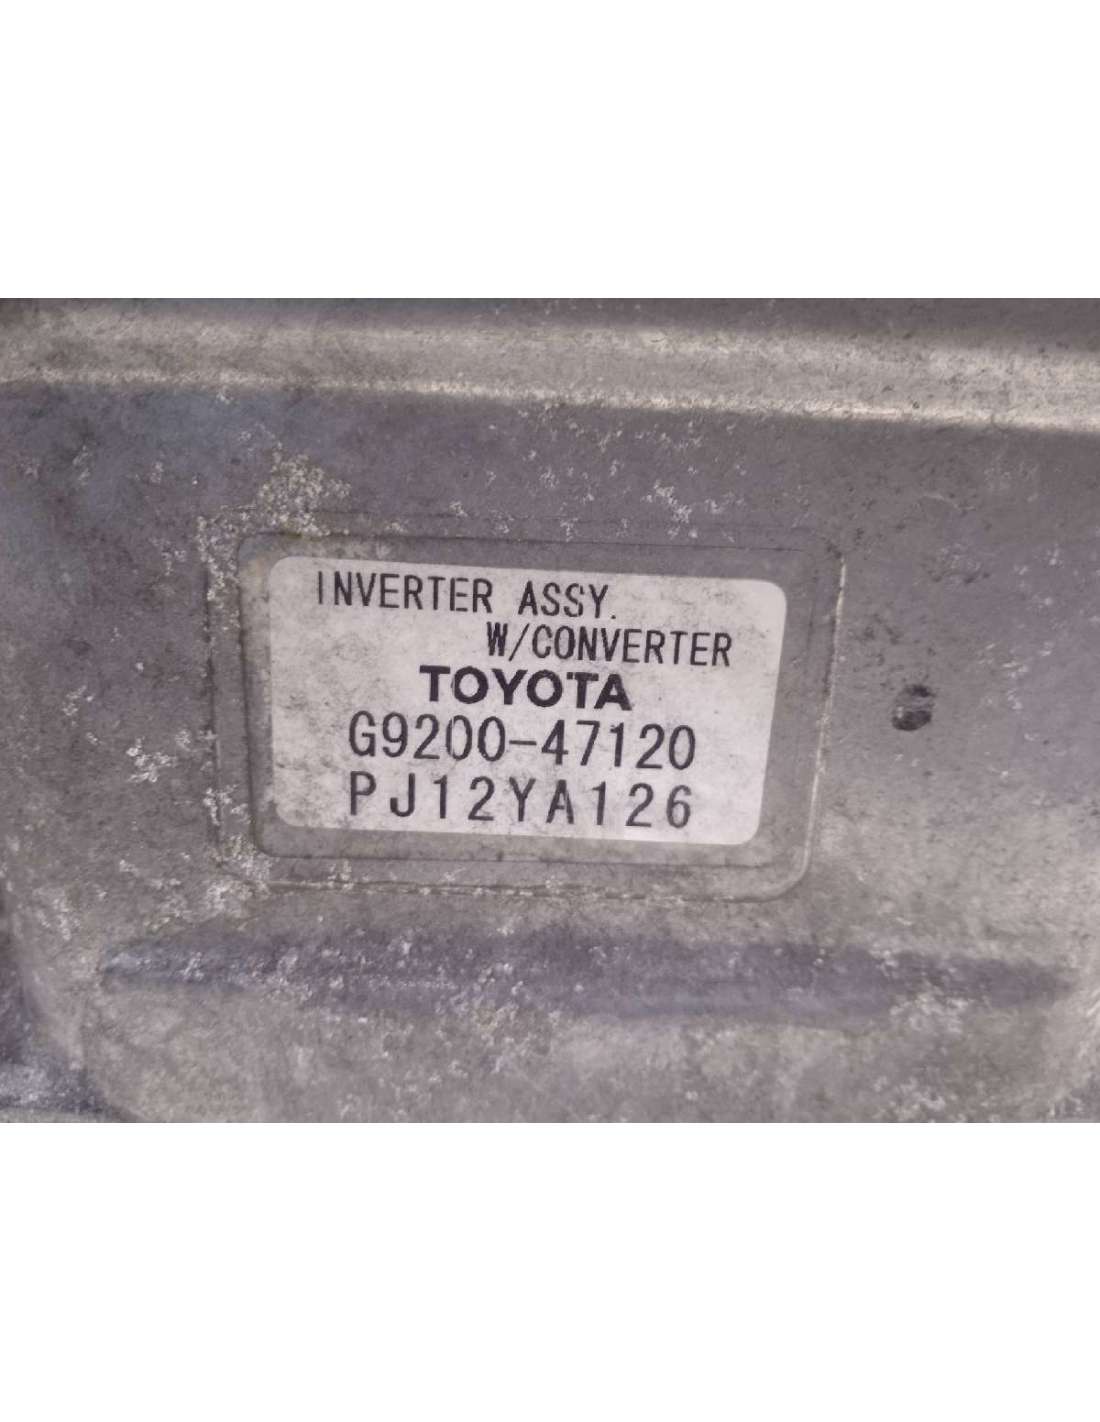 INVERTER ASSY.
W/CONVERTER
TOYOTA
G9200-47120
PJ12YA126